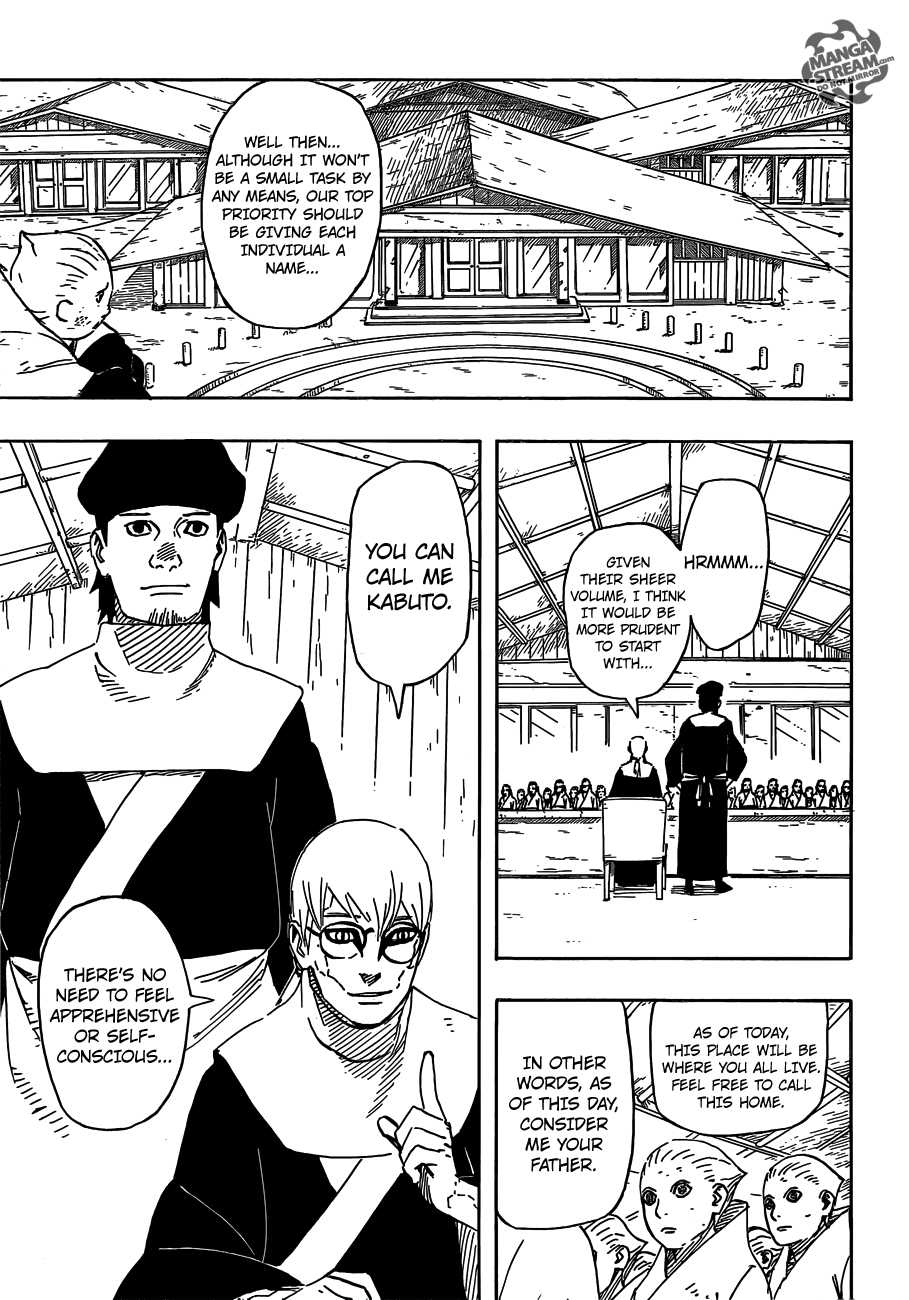 MANGA
STREAM.com
DO NOT MIRROR
WELL THEN...
ALTHOUGH IT WON'T
BE A SMALL TASK BY
ANY MEANS, OUR TOP
PRIORITY SHOULD
BE GIVING EACH
INDIVIDUAL A
NAME...
HRMMM...
GIVEN
THEIR SHEER
VOLUME, I THINK
IT WOULD BE
MORE PRUDENT
TO START
WITH...
YOU CAN
CALL ME
KABUTO.
THERE'S NO
NEED TO FEEL
APPREHENSIVE
OR SELF-
CONSCIOUS...
AS OF TODAY,
THIS PLACE WILL BE
WHERE YOU ALL LIVE.
FEEL FREE TO CALL
THIS HOME.
IN OTHER
WORDS, AS
OF THIS DAY,
CONSIDER
ME YOUR
FATHER.